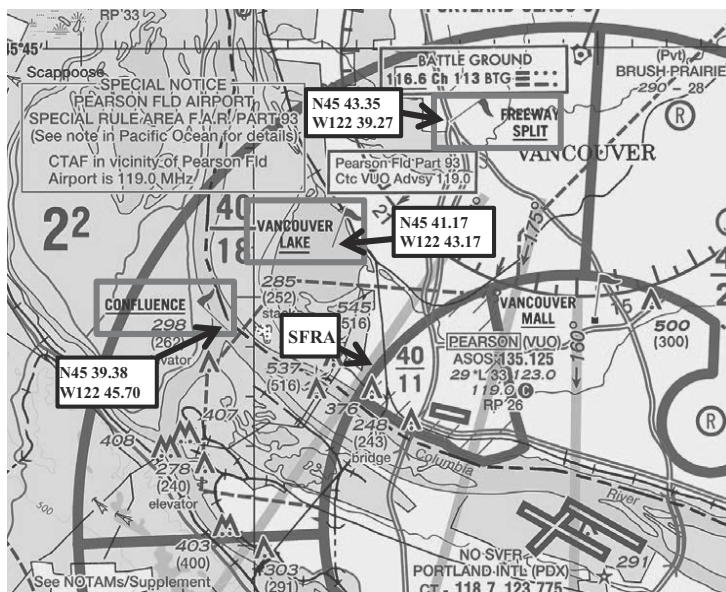 RP 33
PORTLAND CLASS C
45°45'
Scappoose
SPECIAL NOTICE
PEARSON FLD AIRPORT
SPECIAL RULE AREA F.A.R. PART 93
(See note in Pacific Ocean for details)
CTAF in vicinity of Pearson Fld
Airport is 119.0 MHz
BATTLE GROUND
116.6 Ch 113 BTG
(Pvt)
BRUSH PRAIRIE
290 - 28
N45 43.35
W122 39.27
FREEWAY
SPLIT
R
VANCOUVER
Pearson Fld Part 93
Ctc VUO Advsy 119.0
2²
40
18
VANCOUVER
LAKE
21
N45 41.17
W122 43.17
175°
CONFLUENCE
285
(252)
stack
545
(516)
VANCOUVER
MALL
15
160°
500
(300)
298
(262)
elevator
SFRA
40
11
PEARSON (VUO)
ASOS 135.125
29 *L 33 123.0
119.0 C
RP 26
N45 39.38
W122 45.70
537
(516)
376
248
(243)
bridge
407
408
278
(240)
elevator
R
Columbia
River
500
403
(400)
303
(291)
NO SVFR
PORTLAND INTL (PDX)
CT - 118.7 123.775
291
See NOTAMs/Supplement